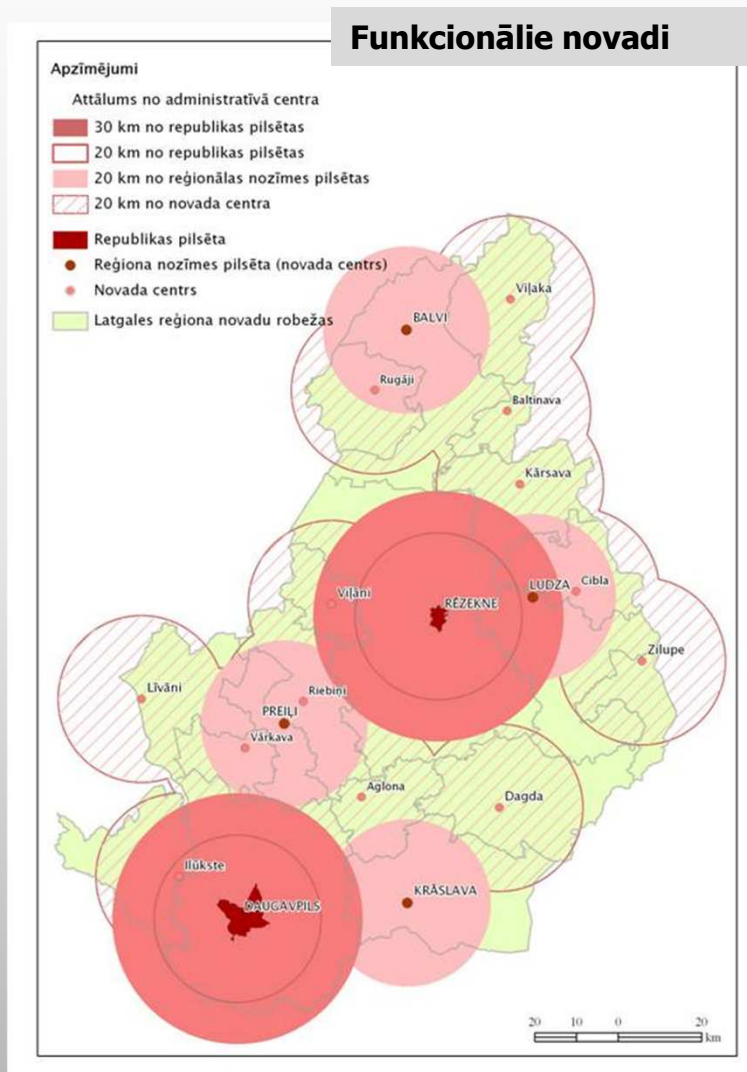 Funkcionālie novadi
Apzīmējumi
Attālums no administratīvā centra
30 km no republikas pilsētas
20 km no republikas pilsētas
20 km no reģionālas nozīmes pilsētas
20 km no novada centra
Republikas pilsēta
Reģiona nozīmes pilsēta (novada centrs)
Novada centrs
Latgales reģiona novadu robežas
Viļaka
BALVI
Rugāji
Baltinava
Kārsava
LUDZA
Cibla
Viļāni
RĒZEKNE
Zilupe
Līvāni
Riebiņi
PREIĻI
Vārkava
Aglona
Dagda
Ilūkste
KRĀSLAVA
DAUGAVPILS
20 10 0 20
km